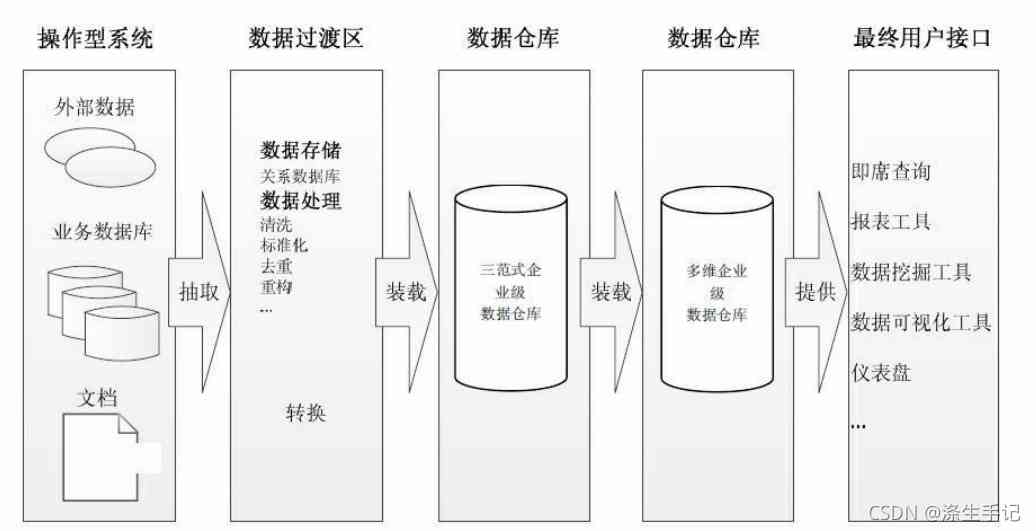 操作型系统
数据过渡区
数据仓库
数据仓库
最终用户接口
外部数据
业务数据库
文档
抽取
数据存储
关系数据库
数据处理
清洗
标准化
去重
重构
...
转换
装载
三范式企
业级
数据仓库
装载
多维企业
级
数据仓库
提供
即席查询
报表工具
数据挖掘工具
数据可视化工具
仪表盘
...
CSDN @涤生手记